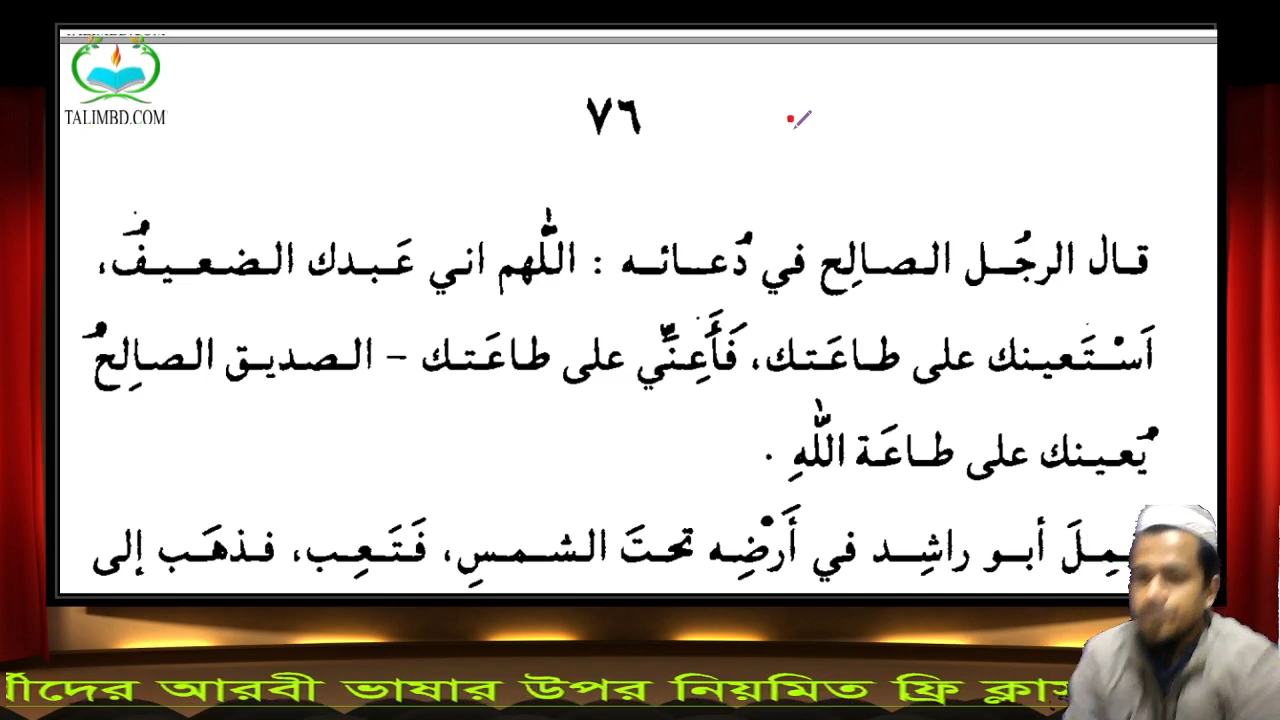 TALIMBD.COM
٧٦
قال الرجُل الصالِح في دُعائه : اللّٰهم اني عَبدك الضعيفُ،
اَسْتَعينك على طاعَتك، فَأَعِنِّي على طاعَتك – الصديق الصالِحُ
يُعينك على طاعَة اللّٰهِ .
أبو راشِد في أَرْضِه تحتَ الشمسِ، فَتَعِب، فذهَب إلى
দের আরবী ভাষার উপর নিয়মিত ফ্রি